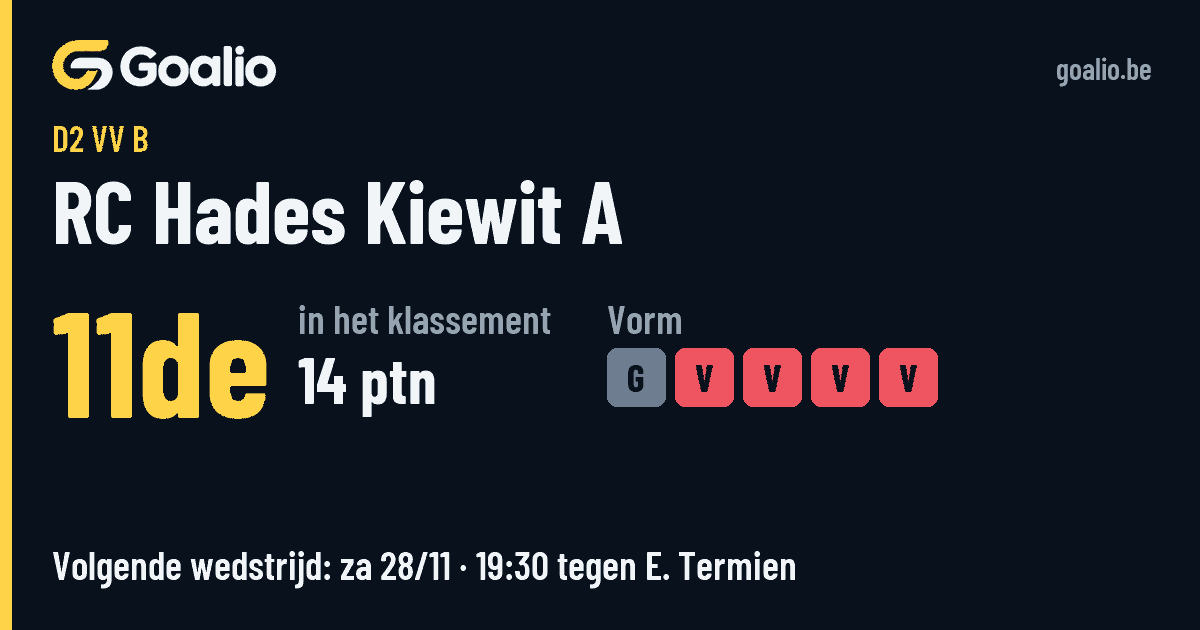 Goalio
goalio.be
D2 VV B
RC Hades Kiewit A
11de
in het klassement
14 ptn
Vorm
G V V V V
Volgende wedstrijd: za 28/11 · 19:30 tegen E. Termien